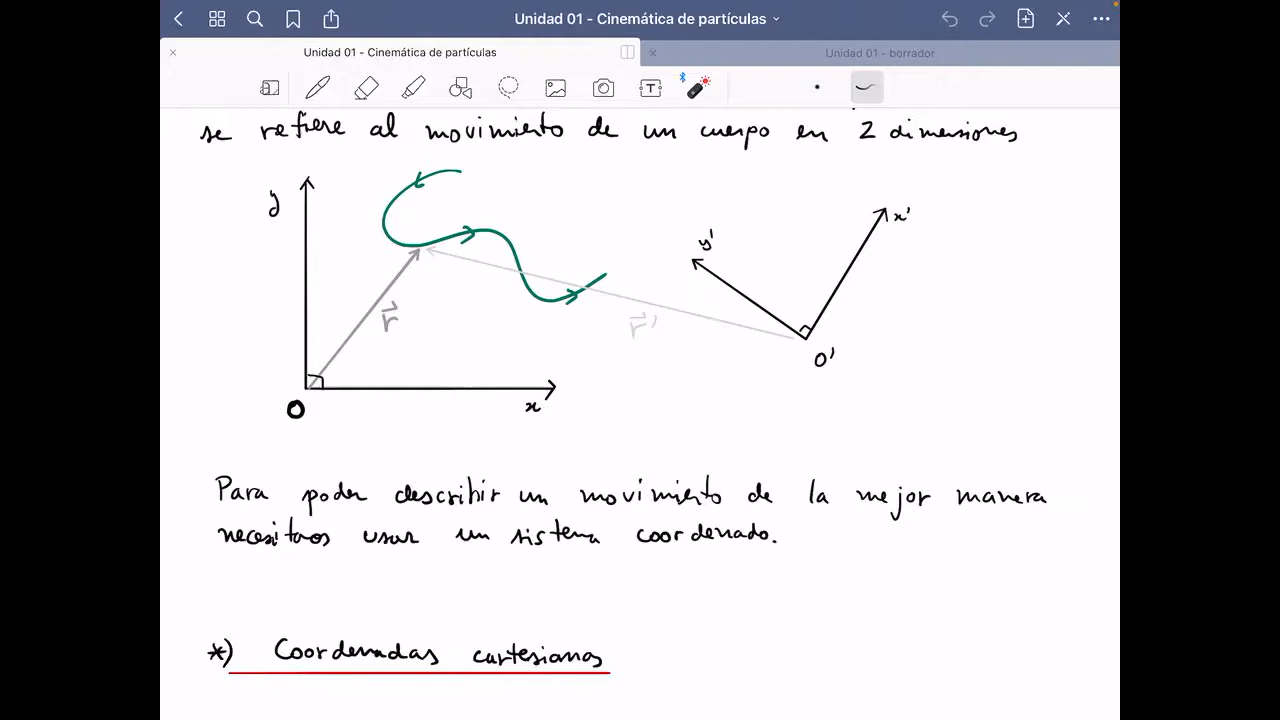 Unidad 01 - Cinemática de partículas
Unidad 01 - Cinemática de partículas
Unidad 01 - borrador
T
se refiere al movimiento de un cuerpo en 2 dimensiones
y
x'
y'
r
r'
O'
O
x
Para poder describir un movimiento de la mejor manera
necesitaos usar un sistema coordenado.
*) Coordenadas cartesianas